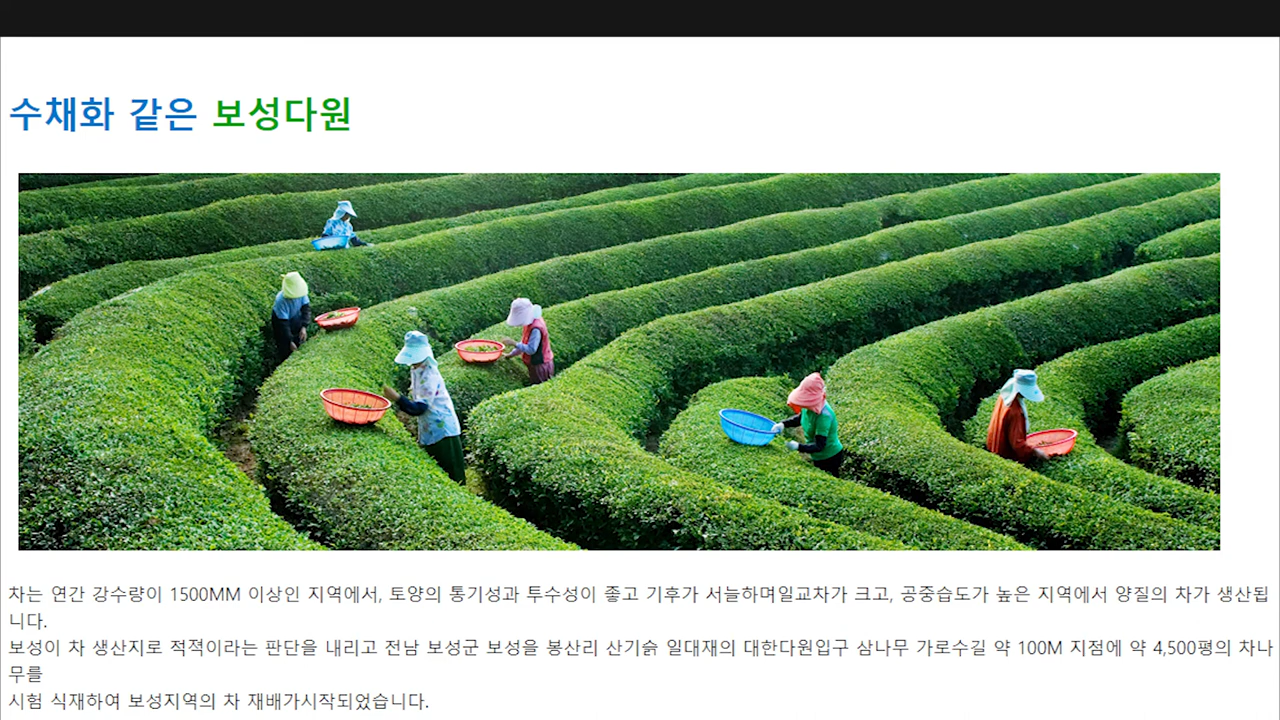 수채화 같은 보성다원
차는 연간 강수량이 1500MM 이상인 지역에서, 토양의 통기성과 투수성이 좋고 기후가 서늘하며일교차가 크고, 공중습도가 높은 지역에서 양질의 차가 생산됩
니다.
보성이 차 생산지로 적젹이라는 판단을 내리고 전남 보성군 보성을 봉산리 산기슭 일대재의 대한다원입구 삼나무 가로수길 약 100M 지점에 약 4,500평의 차나
무를
시험 식재하여 보성지역의 차 재배가시작되었습니다.